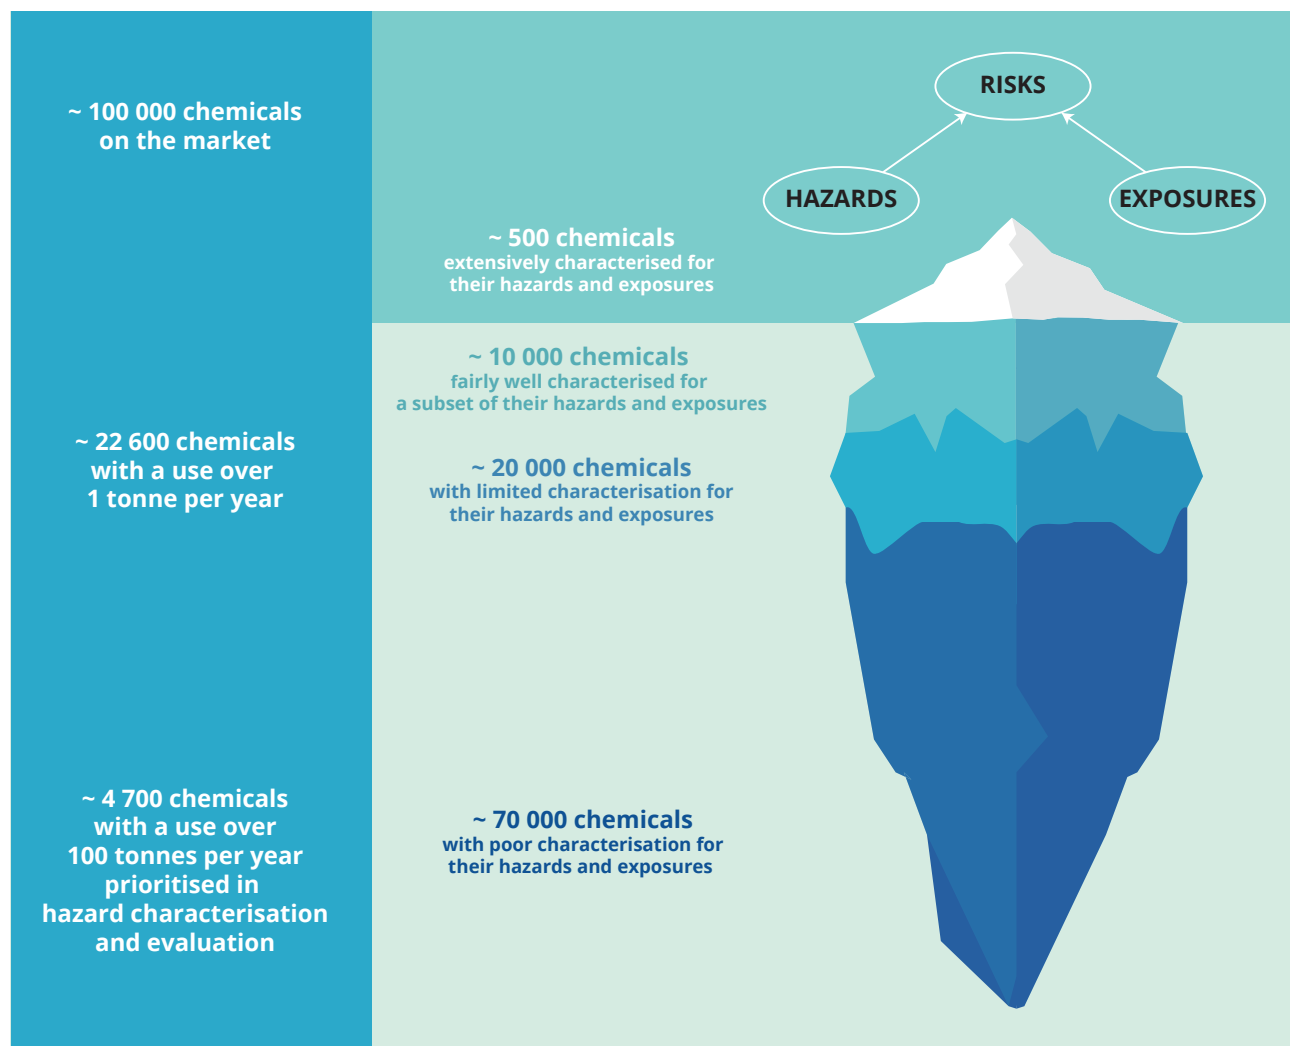 ~ 100 000 chemicals
on the market
~ 22 600 chemicals
with a use over
1 tonne per year
~ 4 700 chemicals
with a use over
100 tonnes per year
prioritised in
hazard characterisation
and evaluation
RISKS
HAZARDS
EXPOSURES
~ 500 chemicals
extensively characterised for
their hazards and exposures
~ 10 000 chemicals
fairly well characterised for
a subset of their hazards and exposures
~ 20 000 chemicals
with limited characterisation for
their hazards and exposures
~ 70 000 chemicals
with poor characterisation for
their hazards and exposures